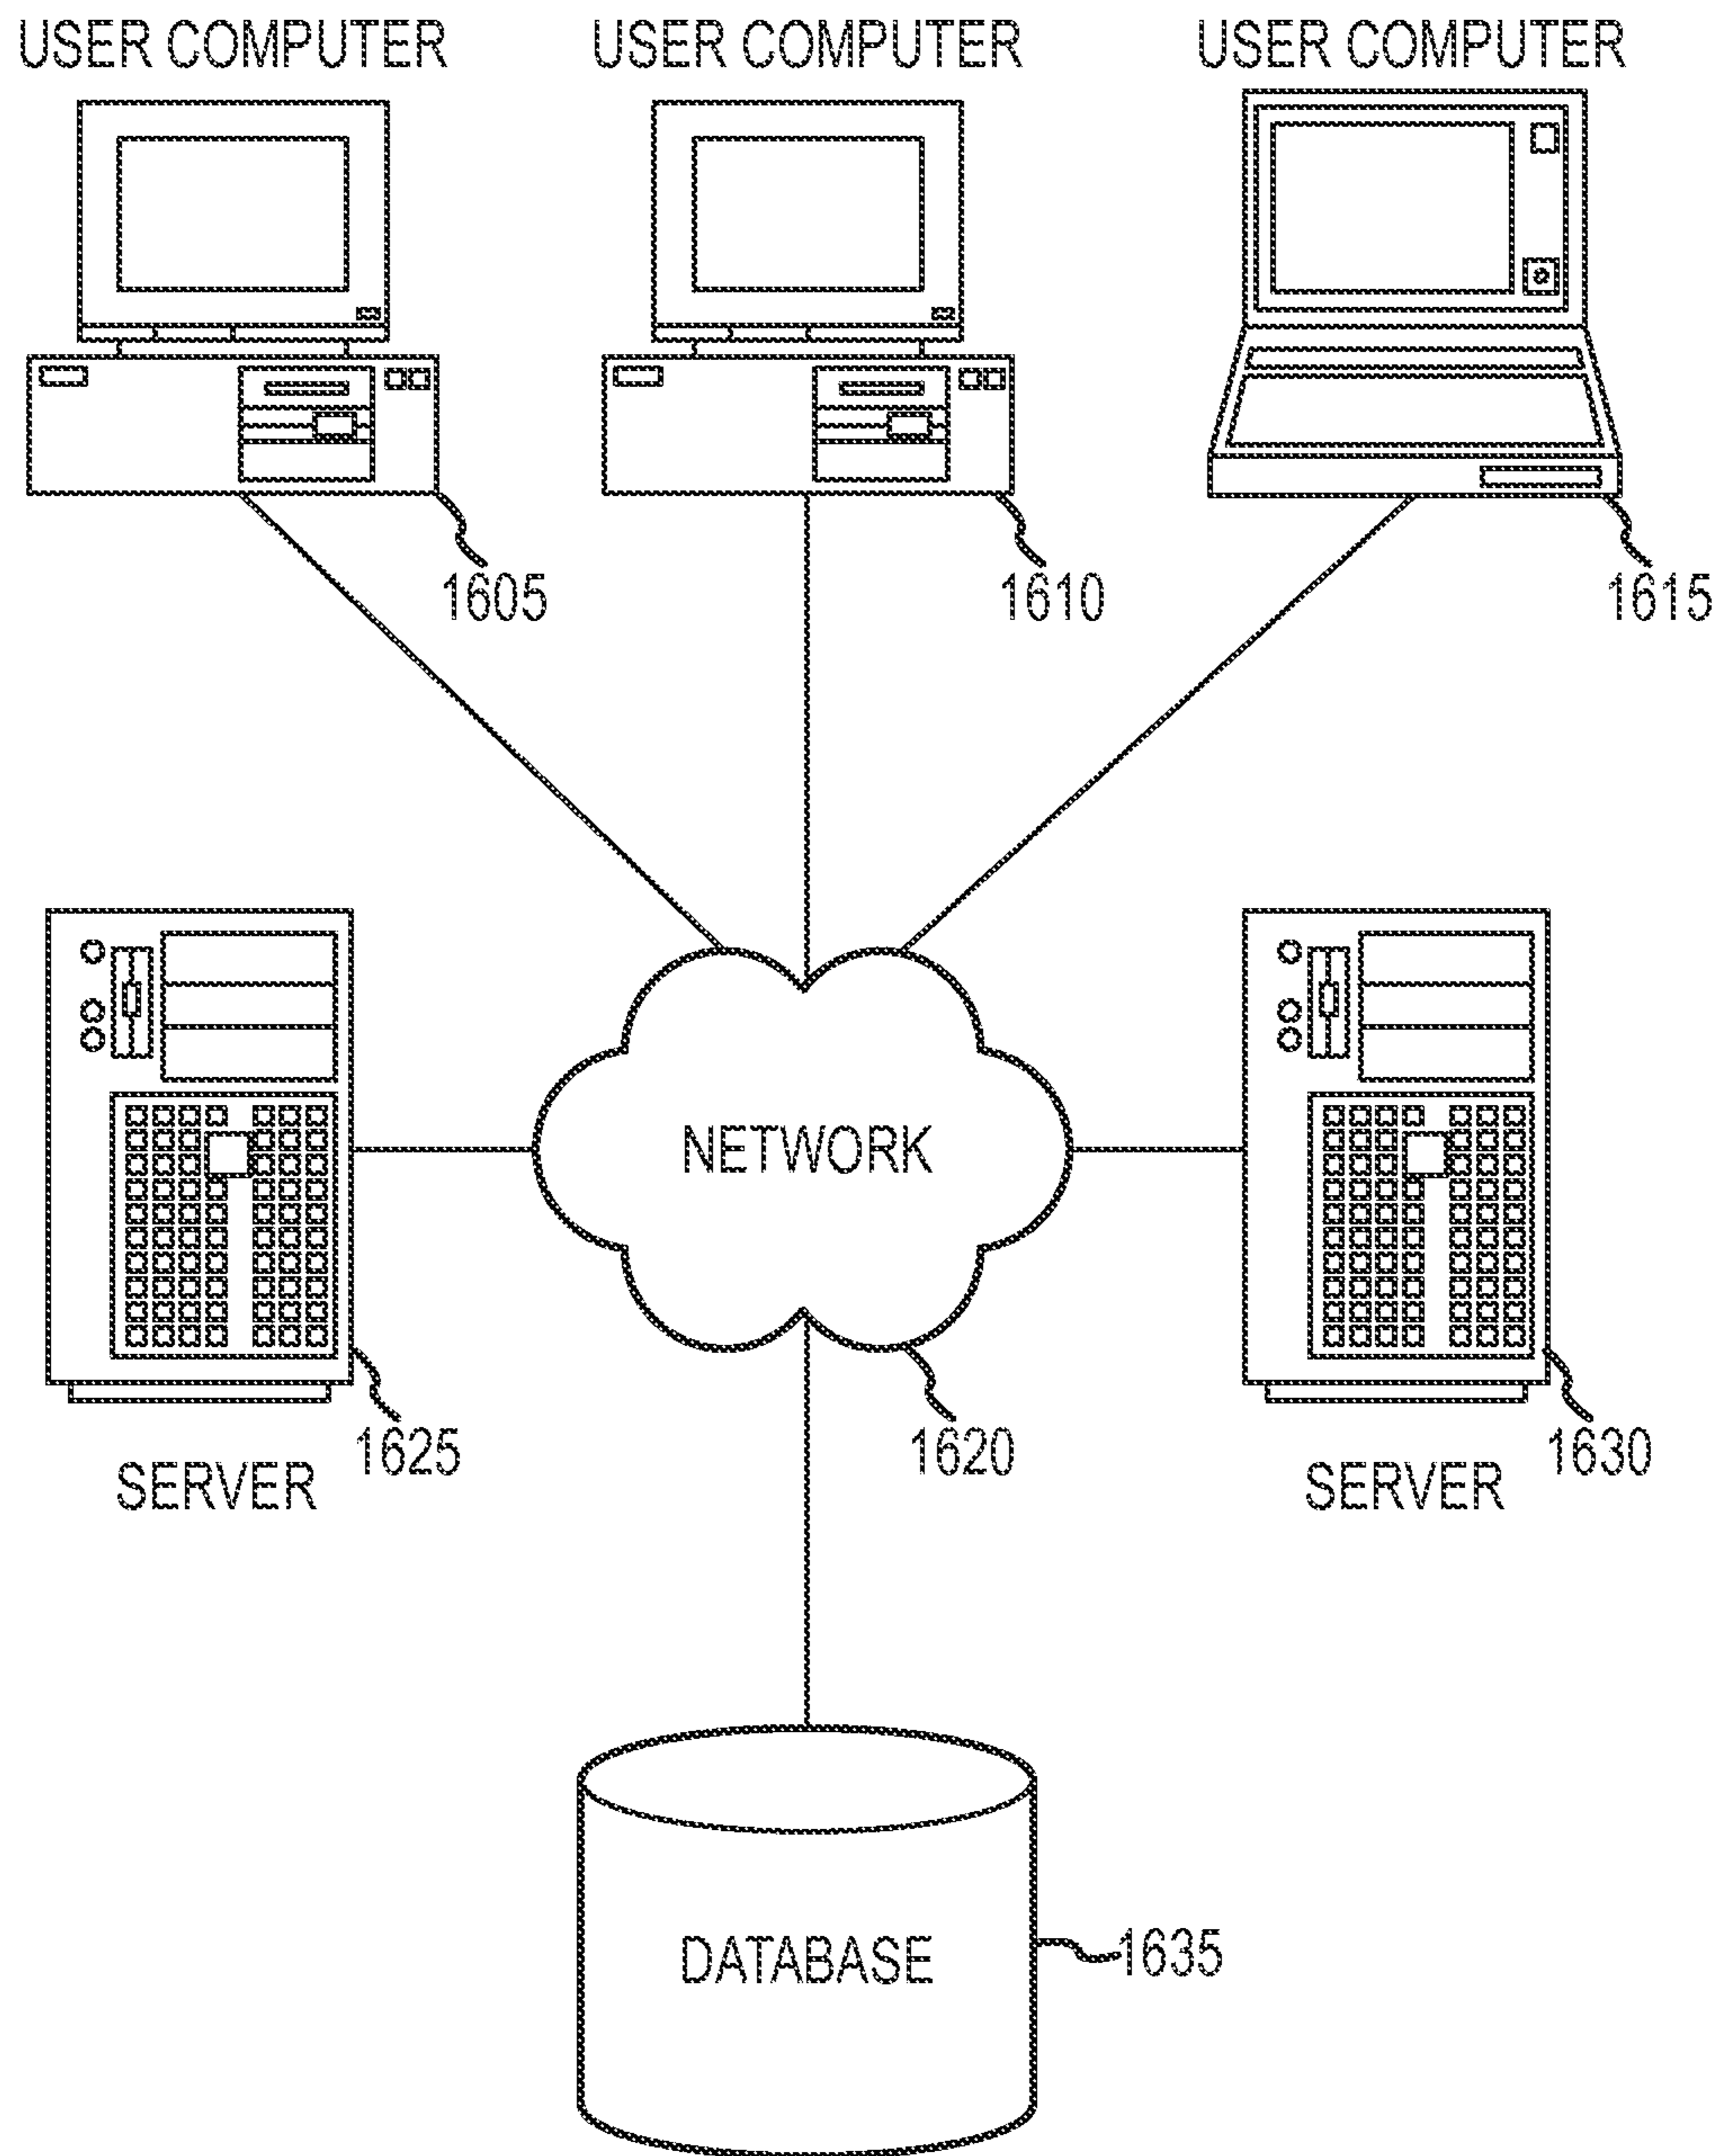 USER COMPUTER
USER COMPUTER
USER COMPUTER
1605
1610
1615
NETWORK
1625
1620
1630
SERVER
SERVER
DATABASE
1635